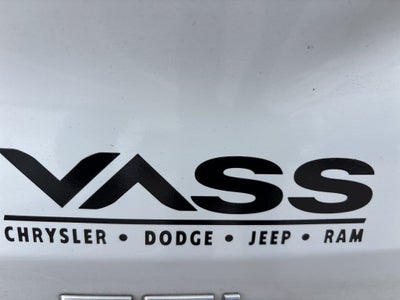 VASS
CHRYSLER • DODGE • JEEP • RAM